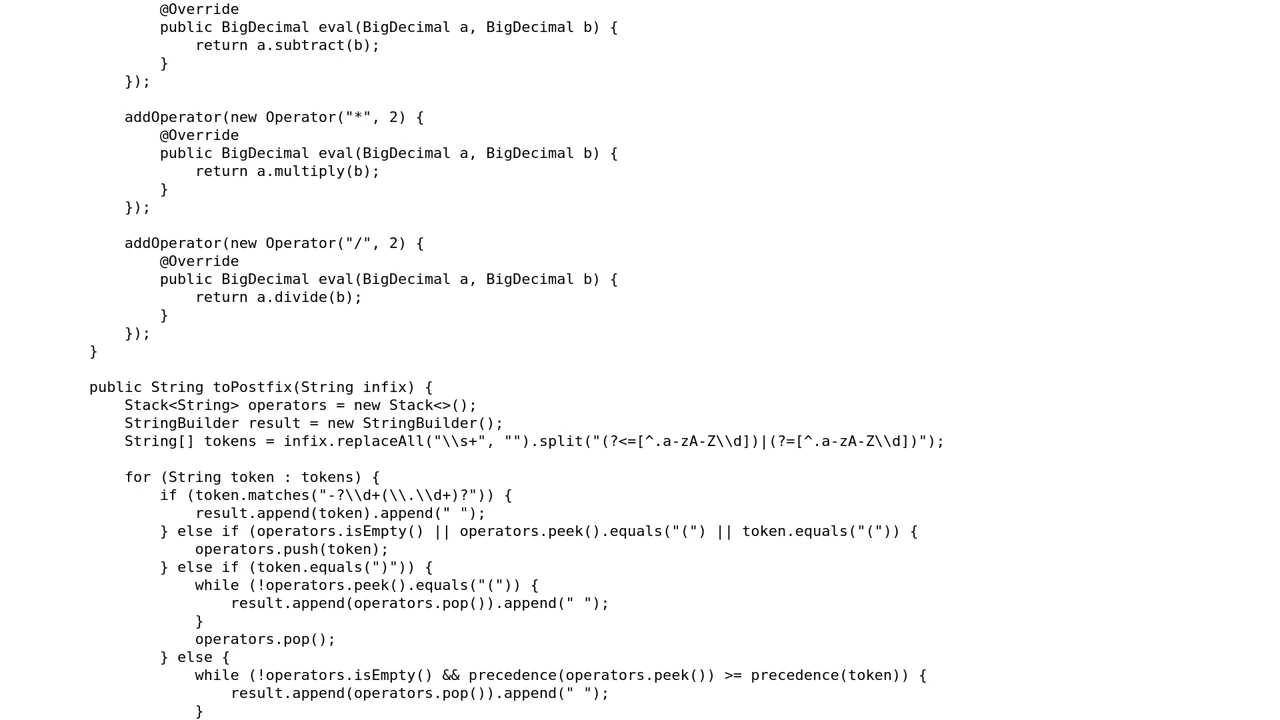 @Override
public BigDecimal eval(BigDecimal a, BigDecimal b) {
return a.subtract(b);
}
});
addOperator(new Operator("*", 2) {
@Override
public BigDecimal eval(BigDecimal a, BigDecimal b) {
return a.multiply(b);
}
});
addOperator(new Operator("/", 2) {
@Override
public BigDecimal eval(BigDecimal a, BigDecimal b) {
return a.divide(b);
}
});
}
public String toPostfix(String infix) {
Stack<String> operators = new Stack<>();
StringBuilder result = new StringBuilder();
String[] tokens = infix.replaceAll("\\s+", "").split("(?<=[^.a-zA-Z\\d])|(?=[^.a-zA-Z\\d])");
for (String token : tokens) {
if (token.matches("-?\\d+(\\.\\d+)?")) {
result.append(token).append(" ");
} else if (operators.isEmpty() || operators.peek().equals("(") || token.equals("(")) {
operators.push(token);
} else if (token.equals(")")) {
while (!operators.peek().equals("(")) {
result.append(operators.pop()).append(" ");
}
operators.pop();
} else {
while (!operators.isEmpty() && precedence(operators.peek()) >= precedence(token)) {
result.append(operators.pop()).append(" ");
}